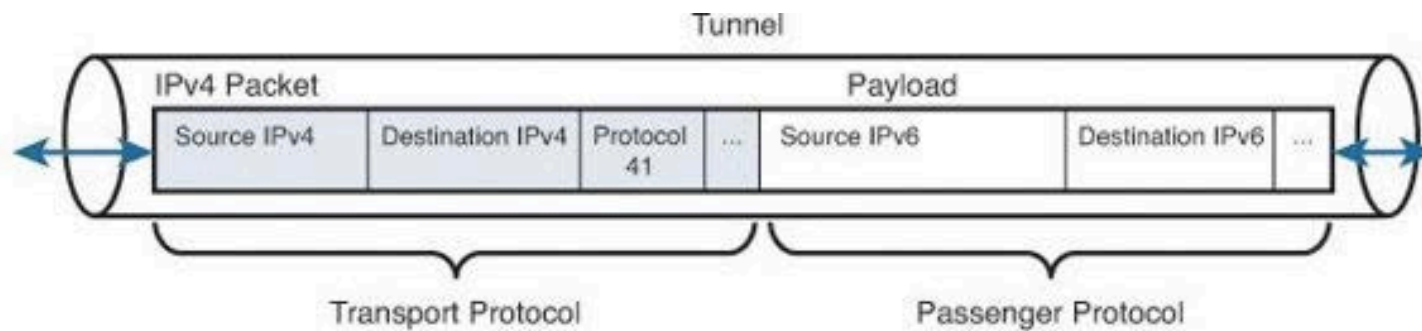 Tunnel
IPv4 Packet
Payload
Source IPv4
Destination IPv4
Protocol
41
...
Source IPv6
Destination IPv6
...
Transport Protocol
Passenger Protocol